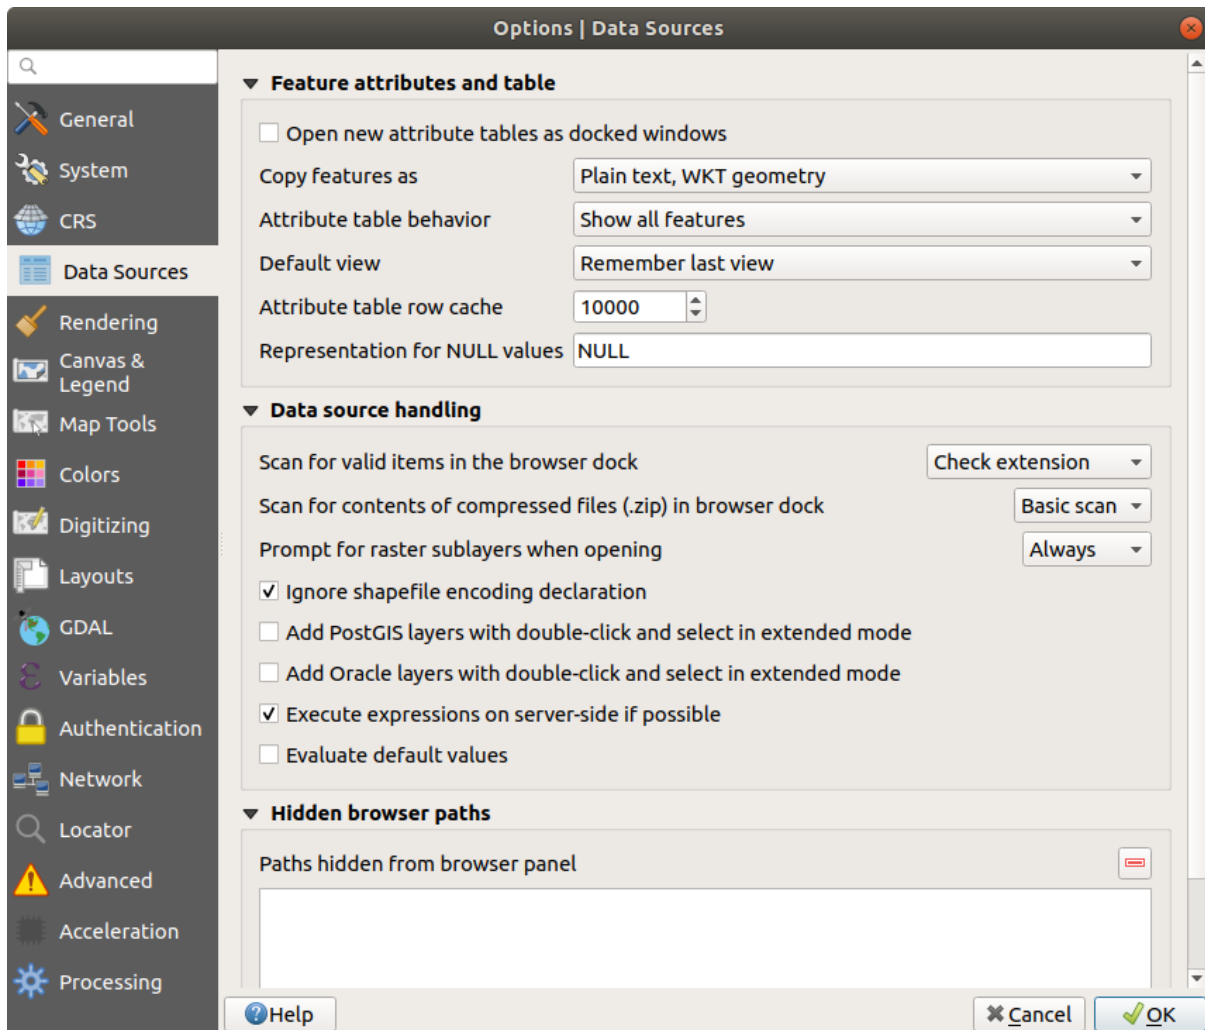 Options | Data Sources
General
System
CRS
Data Sources
Rendering
Canvas &
Legend
Map Tools
Colors
Digitizing
Layouts
GDAL
Variables
Authentication
Network
Locator
Advanced
Acceleration
Processing
Feature attributes and table
Open new attribute tables as docked windows
Copy features as Plain text, WKT geometry
Attribute table behavior Show all features
Default view Remember last view
Attribute table row cache 10000
Representation for NULL values NULL
Data source handling
Scan for valid items in the browser dock Check extension
Scan for contents of compressed files (.zip) in browser dock Basic scan
Prompt for raster sublayers when opening Always
Ignore shapefile encoding declaration
Add PostGIS layers with double-click and select in extended mode
Add Oracle layers with double-click and select in extended mode
Execute expressions on server-side if possible
Evaluate default values
Hidden browser paths
Paths hidden from browser panel
Help Cancel OK